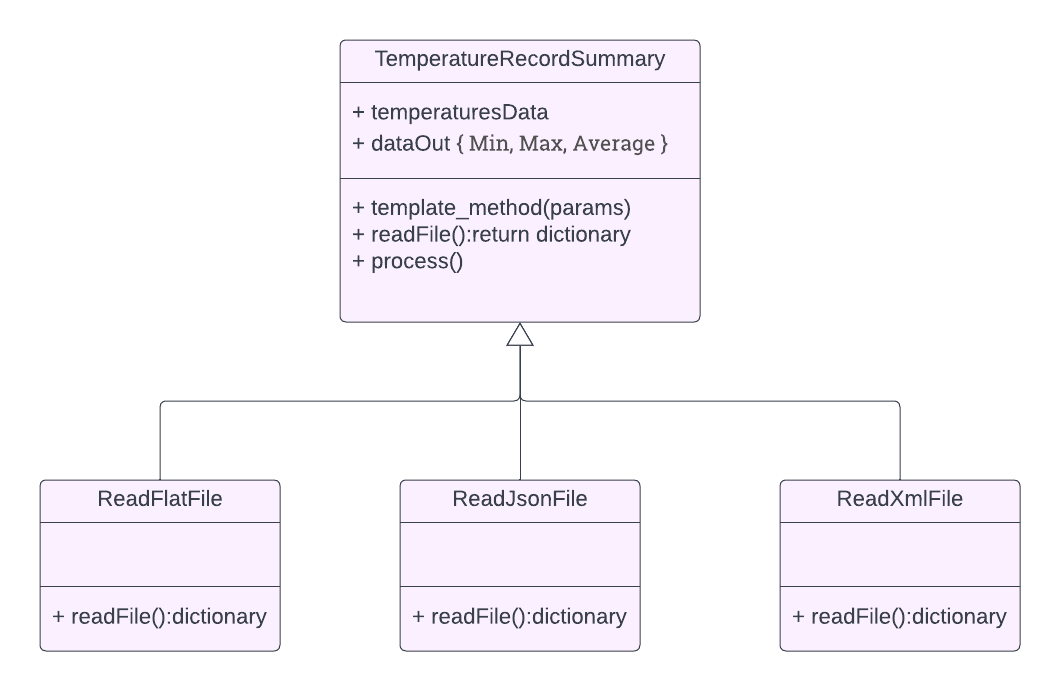 TemperatureRecordSummary
+ temperaturesData
+ dataOut { Min, Max, Average }
+ template_method(params)
+ readFile():return dictionary
+ process()
ReadFlatFile
+ readFile():dictionary
ReadJsonFile
+ readFile():dictionary
ReadXmlFile
+ readFile():dictionary